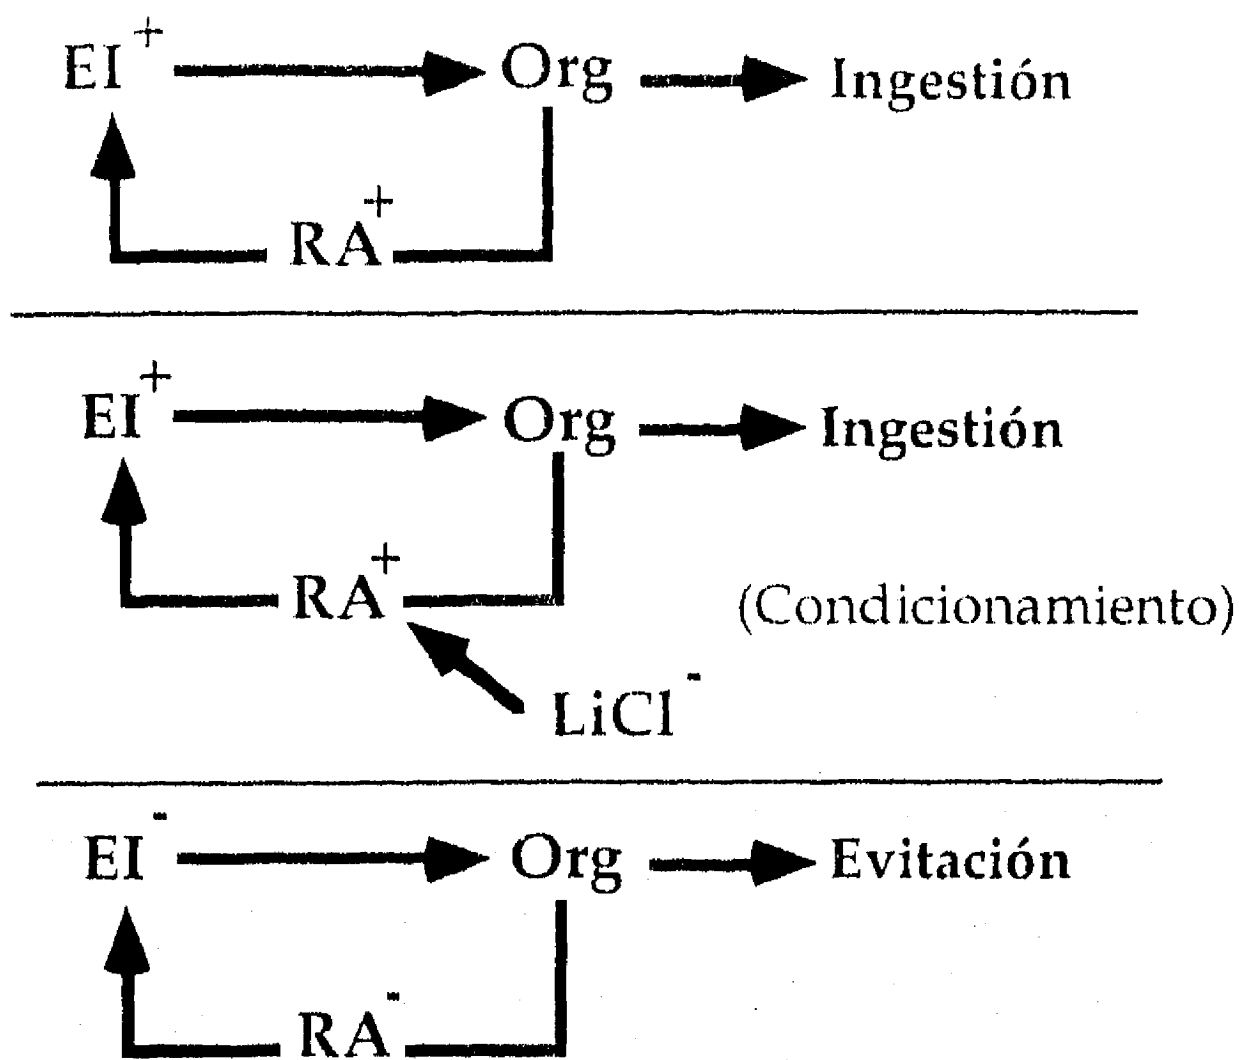 EI⁺ Org Ingestión
RA⁺
EI⁺ Org Ingestión
RA⁺ (Condicionamiento)
LiCl⁻
EI⁻ Org Evitación
RA⁻